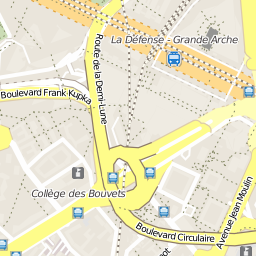 La Défense - Grande Arche
Route de la Demi-Lune
Boulevard Frank Kupka
Collège des Bouvets
Avenue Jean Moulin
Boulevard Circulaire